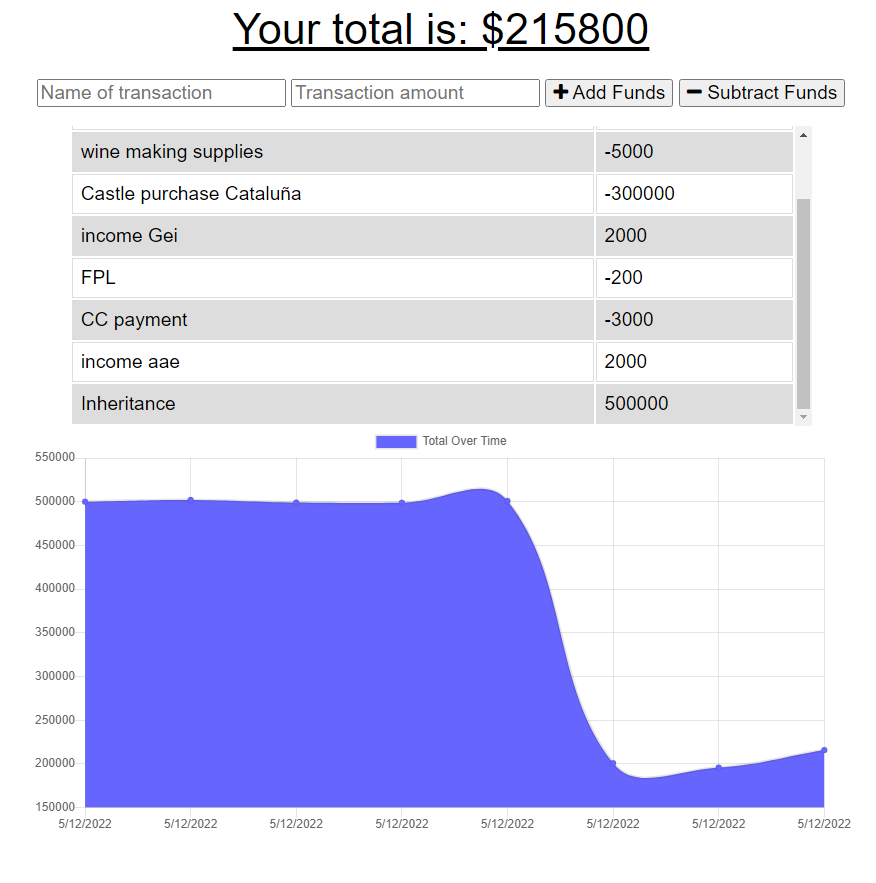 Your total is: $215800
Name of transaction Transaction amount Add Funds Subtract Funds
wine making supplies -5000
Castle purchase Cataluña -300000
income Gei 2000
FPL -200
CC payment -3000
income aae 2000
Inheritance 500000
Total Over Time
550000
500000
450000
400000
350000
300000
250000
200000
150000
5/12/2022 5/12/2022 5/12/2022 5/12/2022 5/12/2022 5/12/2022 5/12/2022 5/12/2022